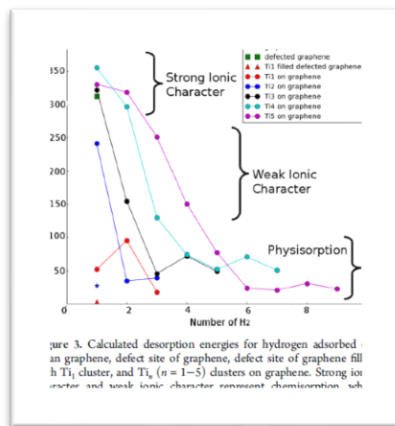 defected graphene
Ti1 filled defected graphene
Ti1 on graphene
Ti2 on graphene
Ti3 on graphene
Ti4 on graphene
Ti5 on graphene
Strong Ionic
Character
Weak Ionic
Character
Physisorption
350
300
250
200
150
100
50
0 2 4 6 8
Number of H2
gure 3. Calculated desorption energies for hydrogen adsorbed
an graphene, defect site of graphene, defect site of graphene fill
h Ti1 cluster, and Tin (n = 1−5) clusters on graphene. Strong ion
racter and weak ionic character represent chemisorption, wh